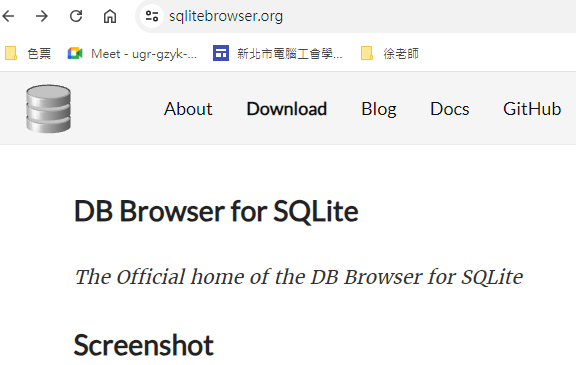 sqlitebrowser.org
色票 Meet - ugr-gzyk-... 新北市電腦工會學... 徐老師
About Download Blog Docs GitHub
DB Browser for SQLite
The Official home of the DB Browser for SQLite
Screenshot